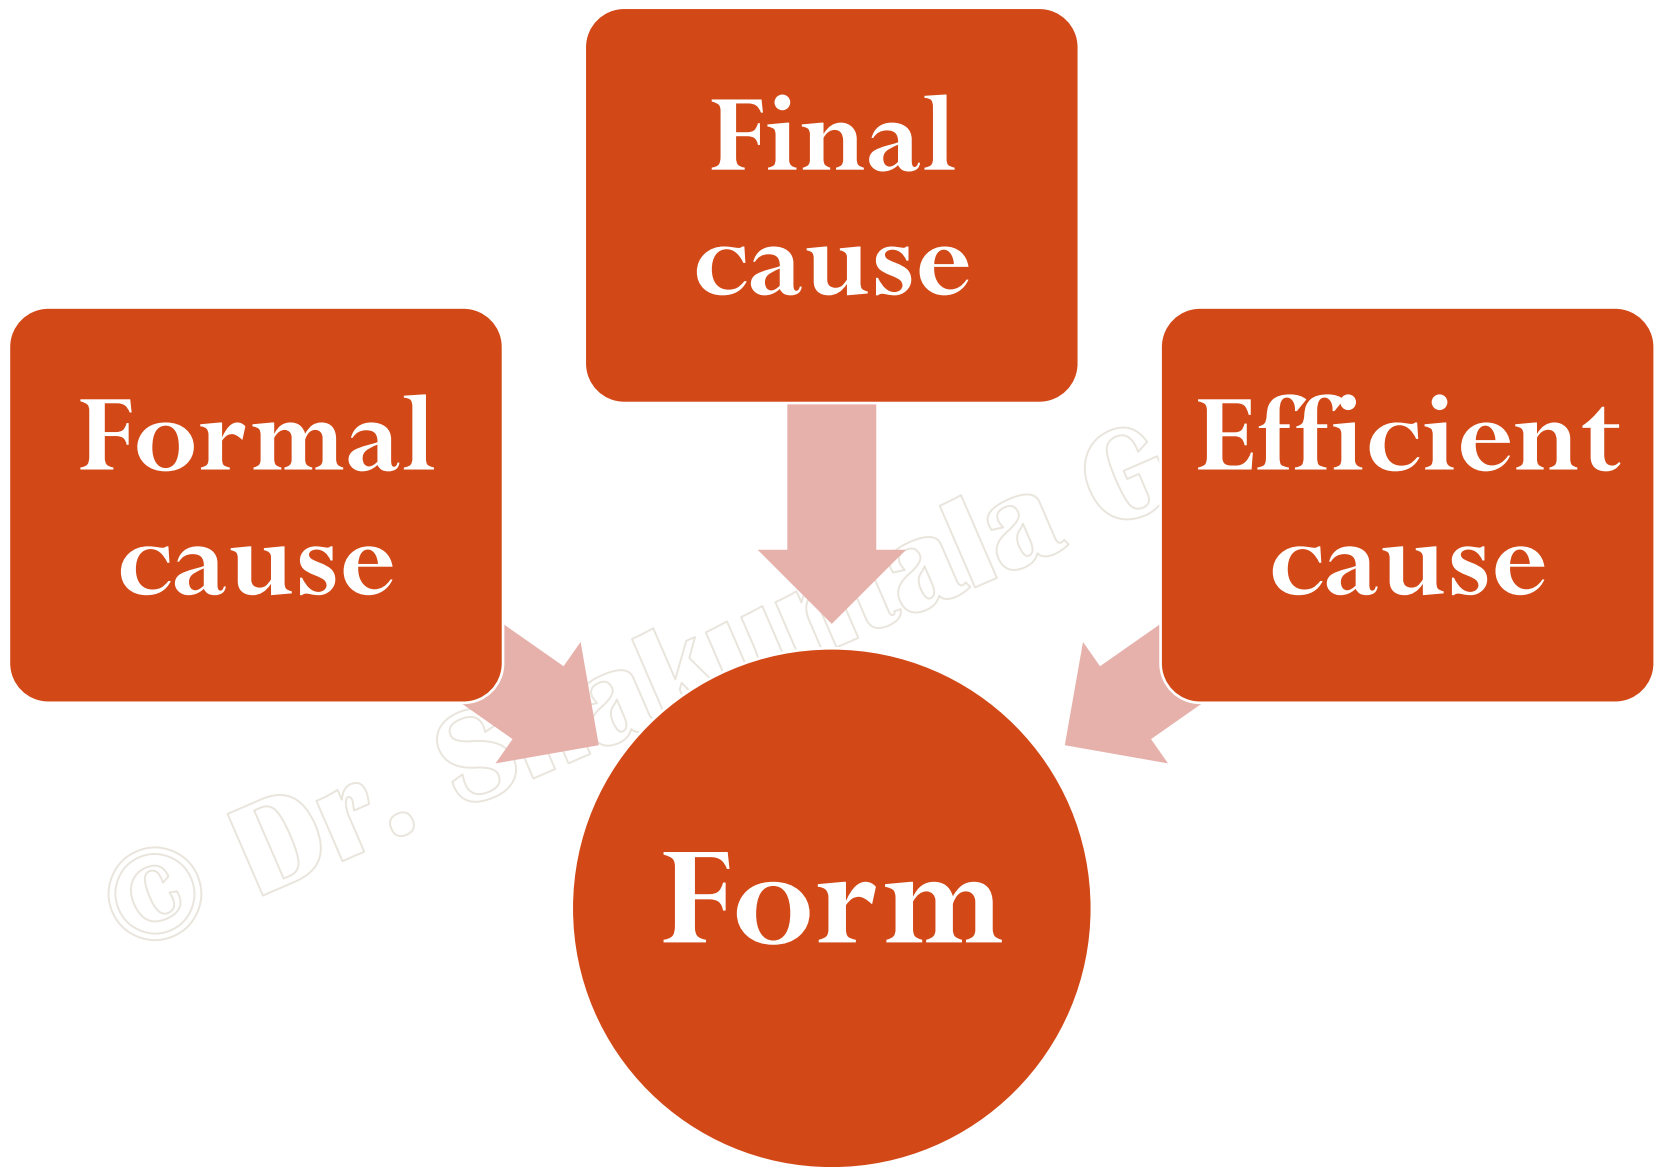 Final
cause
Formal
cause
Efficient
cause
Form
© Dr. Shakuntala